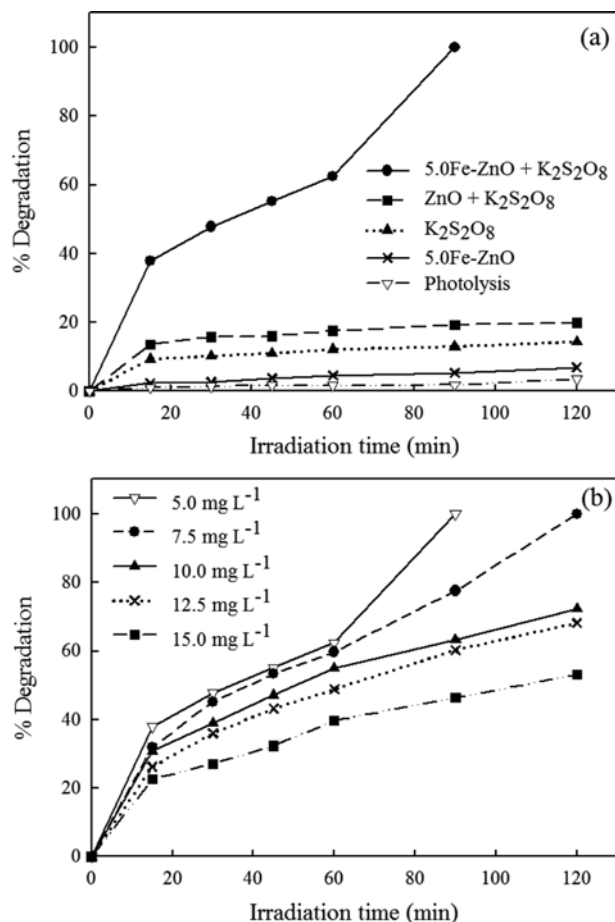 (a)
100
80
60
40
20
0
% Degradation
5.0Fe-ZnO + K₂S₂O₈
ZnO + K₂S₂O₈
K₂S₂O₈
5.0Fe-ZnO
Photolysis
0 20 40 60 80 100 120
Irradiation time (min)
(b)
100
80
60
40
20
0
% Degradation
5.0 mg L⁻¹
7.5 mg L⁻¹
10.0 mg L⁻¹
12.5 mg L⁻¹
15.0 mg L⁻¹
0 20 40 60 80 100 120
Irradiation time (min)